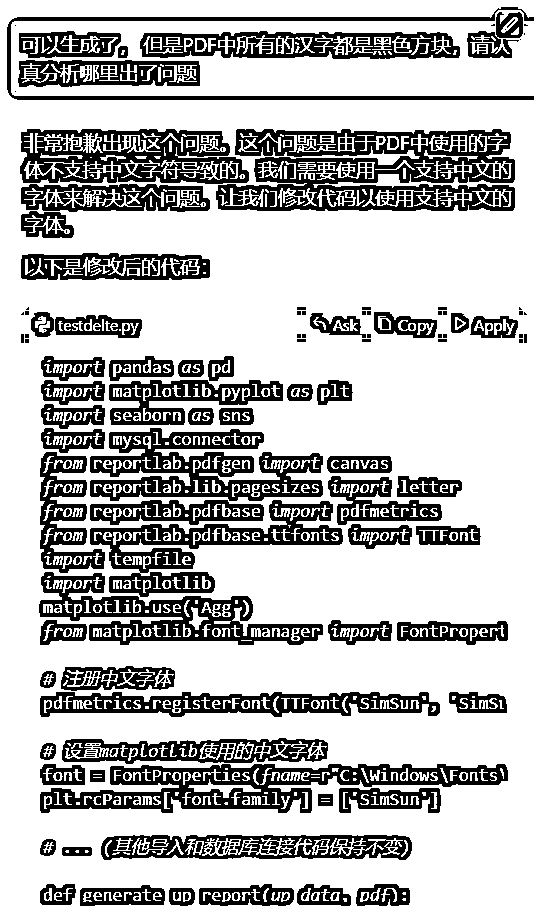 可以生成了，但是PDF中所有的汉字都是黑色方块，请认
真分析哪里出了问题
非常抱歉出现这个问题。这个问题是由于PDF中使用的字
体不支持中文字符导致的。我们需要使用一个支持中文的
字体来解决这个问题。让我们修改代码以使用支持中文的
字体。
以下是修改后的代码：
testdelte.py Ask Copy Apply
import pandas as pd
import matplotlib.pyplot as plt
import seaborn as sns
import mysql.connector
from reportlab.pdfgen import canvas
from reportlab.lib.pagesizes import letter
from reportlab.pdfbase import pdfmetrics
from reportlab.pdfbase.ttfonts import TTFont
import tempfile
import matplotlib
matplotlib.use('Agg')
from matplotlib.font_manager import FontPropert
# 注册中文字体
pdfmetrics.registerFont(TTFont('SimSun', 'SimSu
# 设置matplotlib使用的中文字体
font = FontProperties(fname=r"C:\Windows\Fonts\
plt.rcParams['font.family'] = ['SimSun']
# ... (其他导入和数据库连接代码保持不变)
def generate_up_report(up_data, pdf):